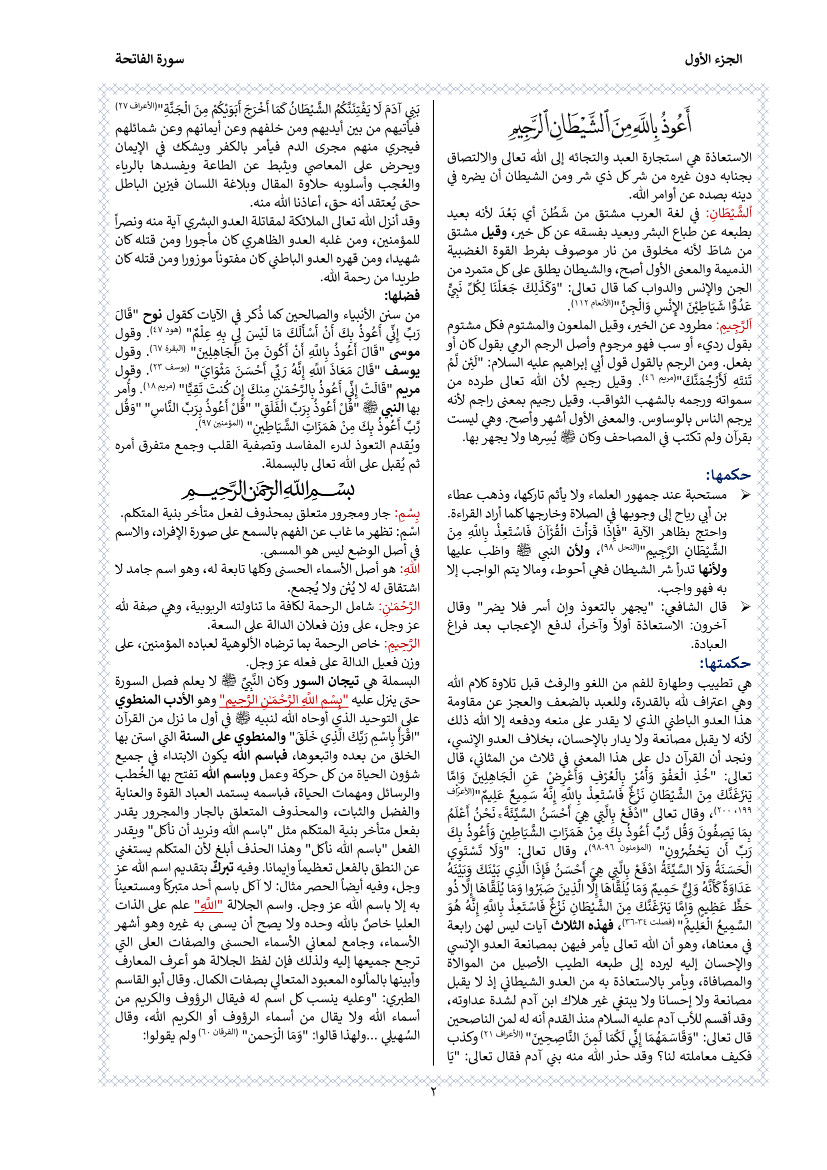 الجزء الأول
سورة الفاتحة
أَعُوذُ بِاللَّهِ مِنَ الشَّيْطَانِ الرَّجِيمِ
الاستعاذة هي استجارة العبد والتجائه إلى الله تعالى والالتصاق
بجنابه دون غيره من شر كل ذي شر ومن الشيطان أن يضره في
دينه بصده عن أوامر الله.
اَلشَّيْطَانِ: في لغة العرب مشتق من شَطُنَ أي بَعُدَ لأنه بعيد
بطبعه عن طباع البشر وبعيد بفسقه عن كل خير، وقيل مشتق
من شاطَ لأنه مخلوق من نار موصوف بفرط القوة الغضبية
الذميمة والمعنى الأول أصح، والشيطان يطلق على كل متمرد من
الجن والإنس والدواب كما قال تعالى: "وَكَذَٰلِكَ جَعَلْنَا لِكُلِّ نَبِيٍّ
عَدُوًّا شَيَاطِينَ الْإِنسِ وَالْجِنِّ" (الأنعام ١١٢).
اَلرَّجِيمِ: مطرود عن الخير، وقيل الملعون والمشتوم فكل مشتوم
بقول رديء أو سب فهو مرجوم وأصل الرجم الرمي بقول كان أو
بفعل. ومن الرجم بالقول قول أبي إبراهيم عليه السلام: "لَئِن لَّمْ
تَنتَهِ لَأَرْجُمَنَّكَ" (مريم ٤٦). وقيل رجيم لأن الله تعالى طرده من
سمواته ورجمه بالشهب الثواقب. وقيل رجيم بمعنى راجم لأنه
يرجم الناس بالوساوس. والمعنى الأول أشهر وأصح. وهي ليست
بقرآن ولم تكتب في المصاحف وكان ﷺ يُسِرها ولا يجهر بها.
حكمها:
➢ مستحبة عند جمهور العلماء ولا يأثم تاركها، وذهب عطاء
بن أبي رباح إلى وجوبها في الصلاة وخارجها كلما أراد القراءة.
واحتج بظاهر الآية "فَإِذَا قَرَأْتَ الْقُرْآنَ فَاسْتَعِذْ بِاللَّهِ مِنَ
الشَّيْطَانِ الرَّجِيمِ" (النحل ٩٨)، ولأن النبي ﷺ واظب عليها
ولأنها تدرأ شر الشيطان فهي أحوط، ومالا يتم الواجب إلا
به فهو واجب.
➢ قال الشافعي: "يجهر بالتعوذ وإن أسر فلا يضر" وقال
آخرون: الاستعاذة أولاً وآخراً، لدفع الإعجاب بعد فراغ
العبادة.
حكمتها:
هي تطييب وطهارة للفم من اللغو والرفث قبل تلاوة كلام الله
وهي اعتراف لله بالقدرة، وللعبد بالضعف والعجز عن مقاومة
هذا العدو الباطني الذي لا يقدر على منعه ودفعه إلا الله ذلك
لأنه لا يقبل مصانعة ولا يدار بالإحسان، بخلاف العدو الإنسي،
ونجد أن القرآن دل على هذا المعنى في ثلاث من المثاني، قال
تعالى: "خُذِ الْعَفْوَ وَأْمُرْ بِالْعُرْفِ وَأَعْرِضْ عَنِ الْجَاهِلِينَ وَإِمَّا
يَنزَغَنَّكَ مِنَ الشَّيْطَانِ نَزْغٌ فَاسْتَعِذْ بِاللَّهِ إِنَّهُ سَمِيعٌ عَلِيمٌ" (الأعراف
١٩٩، ٢٠٠)، وقال تعالى "ادْفَعْ بِالَّتِي هِيَ أَحْسَنُ السَّيِّئَةَ ۚ نَحْنُ أَعْلَمُ
بِمَا يَصِفُونَ وَقُل رَّبِّ أَعُوذُ بِكَ مِنْ هَمَزَاتِ الشَّيَاطِينِ وَأَعُوذُ بِكَ
رَبِّ أَن يَحْضُرُونِ" (المؤمنون ٩٦-٩٨)، وقال تعالى: "وَلَا تَسْتَوِي
الْحَسَنَةُ وَلَا السَّيِّئَةُ ادْفَعْ بِالَّتِي هِيَ أَحْسَنُ فَإِذَا الَّذِي بَيْنَكَ وَبَيْنَهُ
عَدَاوَةٌ كَأَنَّهُ وَلِيٌّ حَمِيمٌ وَمَا يُلَقَّاهَا إِلَّا الَّذِينَ صَبَرُوا وَمَا يُلَقَّاهَا إِلَّا ذُو
حَظٍّ عَظِيمٍ وَإِمَّا يَنزَغَنَّكَ مِنَ الشَّيْطَانِ نَزْغٌ فَاسْتَعِذْ بِاللَّهِ إِنَّهُ هُوَ
السَّمِيعُ الْعَلِيمُ" (فصلت ٣٤-٣٦)، فهذه الثلاث آيات ليس لهن رابعة
في معناها، وهو أن الله تعالى يأمر فيهن بمصانعة العدو الإنسي
والإحسان إليه ليرده إلى طبعه الطيب الأصيل من الموالاة
والمصافاة، ويأمر بالاستعاذة به من العدو الشيطاني إذ لا يقبل
مصانعة ولا إحسانا ولا يبتغي غير هلاك ابن آدم لشدة عداوته،
وقد أقسم للأب آدم عليه السلام منذ القدم أنه له لمن الناصحين
قال تعالى: "وَقَاسَمَهُمَا إِنِّي لَكُمَا لَمِنَ النَّاصِحِينَ" (الأعراف ٢١) وكذب
فكيف معاملته لنا؟ وقد حذر الله منه بني آدم فقال تعالى: "يَا
بَنِي آدَمَ لَا يَفْتِنَنَّكُمُ الشَّيْطَانُ كَمَا أَخْرَجَ أَبَوَيْكُم مِّنَ الْجَنَّةِ" (الأعراف ٢٧)
فيأتيهم من بين أيديهم ومن خلفهم وعن أيمانهم وعن شمائلهم
فيجري منهم مجرى الدم فيأمر بالكفر ويشكك في الإيمان
ويحرض على المعاصي ويثبط عن الطاعة ويفسدها بالرياء
والعُجب وأسلوبه حلاوة المقال وبلاغة اللسان فيزين الباطل
حتى يُعتقد أنه حق، أعاذنا الله منه.
وقد أنزل الله تعالى الملائكة لمقاتلة العدو البشري آية منه ونصراً
للمؤمنين، ومن غلبه العدو الظاهري كان مأجورا ومن قتله كان
شهيدا، ومن قهره العدو الباطني كان مفتوناً موزورا ومن قتله كان
طريدا من رحمة الله.
فضلها:
من سنن الأنبياء والصالحين كما ذُكر في الآيات كقول نوح "قَالَ
رَبِّ إِنِّي أَعُوذُ بِكَ أَنْ أَسْأَلَكَ مَا لَيْسَ لِي بِهِ عِلْمٌ" (هود ٤٧). وقول
موسى "قَالَ أَعُوذُ بِاللَّهِ أَنْ أَكُونَ مِنَ الْجَاهِلِينَ" (البقرة ٦٧). وقول
يوسف "قَالَ مَعَاذَ اللَّهِ إِنَّهُ رَبِّي أَحْسَنَ مَثْوَايَ" (يوسف ٢٣). وقول
مريم "قَالَتْ إِنِّي أَعُوذُ بِالرَّحْمَٰنِ مِنكَ إِن كُنتَ تَقِيًّا" (مريم ١٨). وأُمر
بها النبي ﷺ "قُلْ أَعُوذُ بِرَبِّ الْفَلَقِ" "قُلْ أَعُوذُ بِرَبِّ النَّاسِ" "وَقُل
رَّبِّ أَعُوذُ بِكَ مِنْ هَمَزَاتِ الشَّيَاطِينِ" (المؤمنين ٩٧).
ويُقدم التعوذ لدرء المفاسد وتصفية القلب وجمع متفرق أمره
ثم يُقبل على الله تعالى بالبسملة.
بِسْمِ اللَّهِ الرَّحْمَٰنِ الرَّحِيمِ
بِسْمِ: جار ومجرور متعلق بمحذوف لفعل متأخر بنية المتكلم.
اسْم: تظهر ما غاب عن الفهم بالسمع على صورة الإفراد، والاسم
في أصل الوضع ليس هو المسمى.
اللهِ: هو أصل الأسماء الحسنى وكلها تابعة له، وهو اسم جامد لا
اشتقاق له لا يُثن ولا يُجمع.
الرَّحْمَـٰنِ: شامل الرحمة لكافة ما تناولته الربوبية، وهي صفة لله
عز وجل، على وزن فعلان الدالة على السعة.
الرَّحِيمِ: خاص الرحمة بما ترضاه الألوهية لعباده المؤمنين، على
وزن فعيل الدالة على فعله عز وجل.
البسملة هي تيجان السور وكان النَّبيِّ ﷺ لا يعلم فصل السورة
حتى ينزل عليه "بِسْمِ اللَّهِ الرَّحْمَـٰنِ الرَّحِيمِ" وهو الأدب المنطوي
على التوحيد الذي أوحاه الله لنبيه ﷺ في أول ما نزل من القرآن
"اقْرَأْ بِاسْمِ رَبِّكَ الَّذِي خَلَقَ" والمنطوي على السنة التي استن بها
الخلق من بعده واتبعوها، فباسم الله يكون الابتداء في جميع
شؤون الحياة من كل حركة وعمل وباسم الله تفتح بها الخُطب
والرسائل ومهمات الحياة، فباسمه يستمد العباد القوة والعناية
والفضل والثبات، والمحذوف المتعلق بالجار والمجرور يقدر
بفعل متأخر بنية المتكلم مثل "باسم الله ونريد أن نأكل" ويقدر
الفعل "باسم الله نأكل" وهذا الحذف أبلغ لأن المتكلم يستغني
عن النطق بالفعل تعظيماً وإيمانا. وفيه تبركٌ بتقديم اسم الله عز
وجل، وفيه أيضاً الحصر مثال: لا آكل باسم أحد متبركاً ومستعيناً
به إلا باسم الله عز وجل. واسم الجلالة "اللَّهِ" علم على الذات
العليا خاصٌ بالله وحده ولا يصح أن يسمى به غيره وهو أشهر
الأسماء، وجامع لمعاني الأسماء الحسنى والصفات العلى التي
ترجع جميعها إليه ولذلك فإن لفظ الجلالة هو أعرف المعارف
وأبينها بالمألوه المعبود المتعالي بصفات الكمال. وقال أبو القاسم
الطبري: "وعليه ينسب كل اسم له فيقال الرؤوف والكريم من
أسماء الله ولا يقال من أسماء الرؤوف أو الكريم الله، وقال
السُهيلي ...ولهذا قالوا: "وَمَا الْرَحمن" (الفرقان ٦٠) ولم يقولوا:
٢